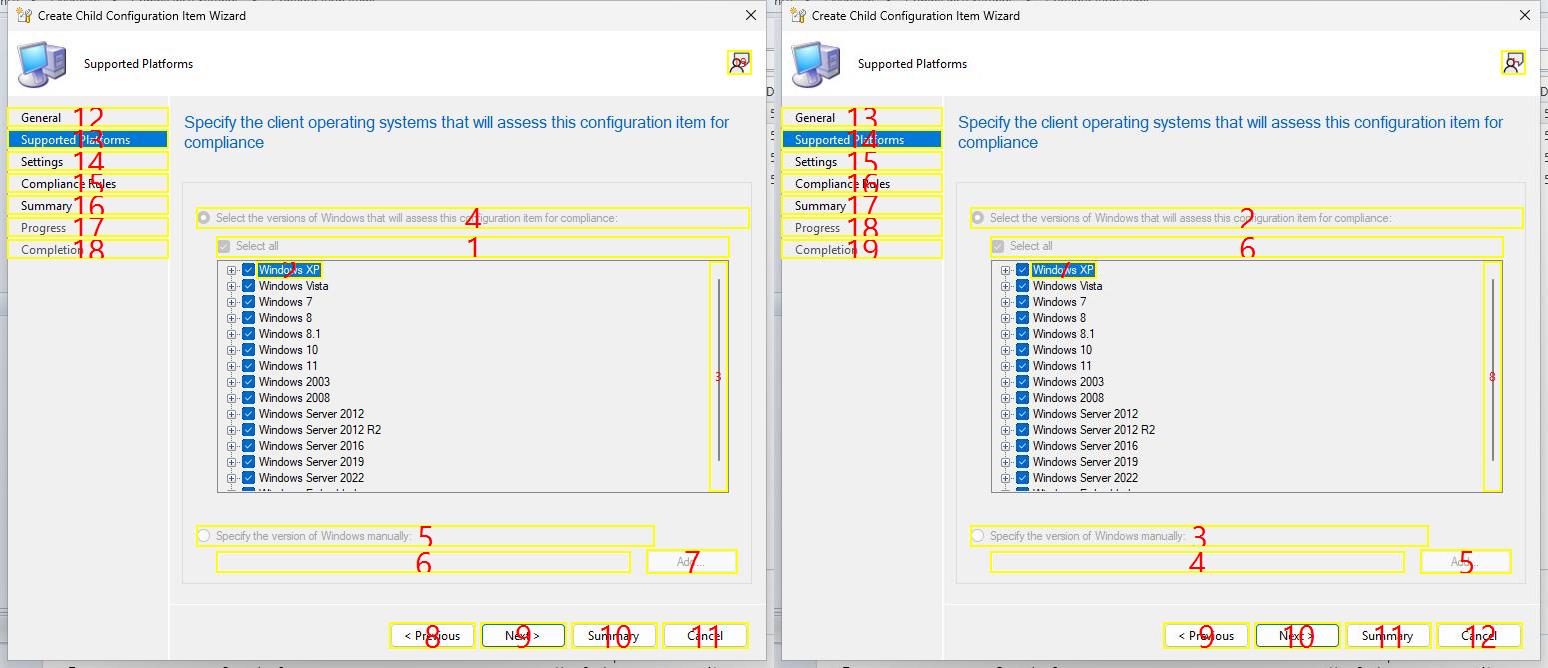 Create Child Configuration Item Wizard
Supported Platforms
19
12
General
13
Supported Platforms
14
Settings
15
Compliance Rules
16
Summary
17
Progress
18
Completion
Specify the client operating systems that will assess this configuration item for
compliance
4
Select the versions of Windows that will assess this configuration item for compliance:
1
Select all
2
Windows XP
Windows Vista
Windows 7
Windows 8
Windows 8.1
Windows 10
Windows 11
Windows 2003
Windows 2008
Windows Server 2012
Windows Server 2012 R2
Windows Server 2016
Windows Server 2019
Windows Server 2022
3
5
Specify the version of Windows manually:
6
7
Add...
8
< Previous
9
Next >
10
Summary
11
Cancel
Create Child Configuration Item Wizard
Supported Platforms
1
13
General
14
Supported Platforms
15
Settings
16
Compliance Rules
17
Summary
18
Progress
19
Completion
Specify the client operating systems that will assess this configuration item for
compliance
2
Select the versions of Windows that will assess this configuration item for compliance:
6
Select all
7
Windows XP
Windows Vista
Windows 7
Windows 8
Windows 8.1
Windows 10
Windows 11
Windows 2003
Windows 2008
Windows Server 2012
Windows Server 2012 R2
Windows Server 2016
Windows Server 2019
Windows Server 2022
8
3
Specify the version of Windows manually:
4
5
Add...
9
< Previous
10
Next >
11
Summary
12
Cancel